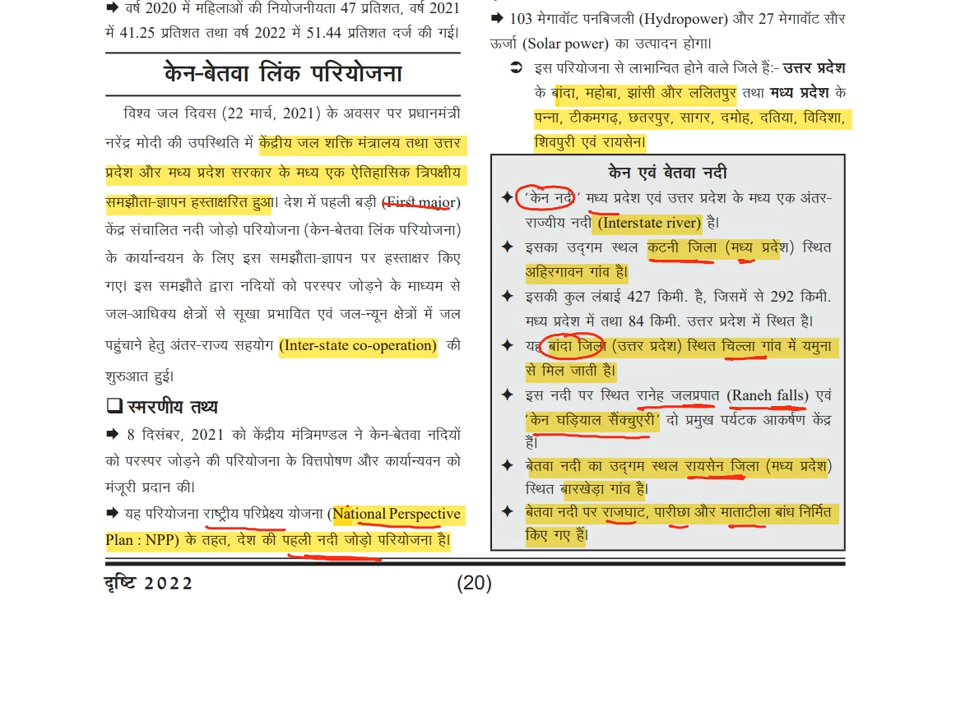 ➡ वर्ष 2020 में महिलाओं की नियोजनीयता 47 प्रतिशत, वर्ष 2021
में 41.25 प्रतिशत तथा वर्ष 2022 में 51.44 प्रतिशत दर्ज की गई।
केन-बेतवा लिंक परियोजना
विश्व जल दिवस (22 मार्च, 2021) के अवसर पर प्रधानमंत्री
नरेंद्र मोदी की उपस्थिति में केंद्रीय जल शक्ति मंत्रालय तथा उत्तर
प्रदेश और मध्य प्रदेश सरकार के मध्य एक ऐतिहासिक त्रिपक्षीय
समझौता-ज्ञापन हस्ताक्षरित हुआ। देश में पहली बड़ी (First major)
केंद्र संचालित नदी जोड़ो परियोजना (केन-बेतवा लिंक परियोजना)
के कार्यान्वयन के लिए इस समझौता-ज्ञापन पर हस्ताक्षर किए
गए। इस समझौते द्वारा नदियों को परस्पर जोड़ने के माध्यम से
जल-आधिक्य क्षेत्रों से सूखा प्रभावित एवं जल-न्यून क्षेत्रों में जल
पहुंचाने हेतु अंतर-राज्य सहयोग (Inter-state co-operation) की
शुरुआत हुई।
❑ स्मरणीय तथ्य
➡ 8 दिसंबर, 2021 को केंद्रीय मंत्रिमण्डल ने केन-बेतवा नदियों
को परस्पर जोड़ने की परियोजना के वित्तपोषण और कार्यान्यवन को
मंजूरी प्रदान की।
➡ यह परियोजना राष्ट्रीय परिप्रेक्ष्य योजना (National Perspective
Plan : NPP) के तहत, देश की पहली नदी जोड़ो परियोजना है।
➡ 103 मेगावॉट पनबिजली (Hydropower) और 27 मेगावॉट सौर
ऊर्जा (Solar power) का उत्पादन होगा।
➲ इस परियोजना से लाभान्वित होने वाले जिले हैं:- उत्तर प्रदेश
के बांदा, महोबा, झांसी और ललितपुर तथा मध्य प्रदेश के
पन्ना, टीकमगढ़, छतरपुर, सागर, दमोह, दतिया, विदिशा,
शिवपुरी एवं रायसेन।
केन एवं बेतवा नदी
✦ 'केन नदी' मध्य प्रदेश एवं उत्तर प्रदेश के मध्य एक अंतर-
राज्यीय नदी (Interstate river) है।
✦ इसका उद्गम स्थल कटनी जिला (मध्य प्रदेश) स्थित
अहिरगावन गांव है।
✦ इसकी कुल लंबाई 427 किमी. है, जिसमें से 292 किमी.
मध्य प्रदेश में तथा 84 किमी. उत्तर प्रदेश में स्थित है।
✦ यह बांदा जिला (उत्तर प्रदेश) स्थित चिल्ला गांव में यमुना
से मिल जाती है।
✦ इस नदी पर स्थित रानेह जलप्रपात (Raneh falls) एवं
'केन घड़ियाल सैंक्चुएरी' दो प्रमुख पर्यटक आकर्षण केंद्र
हैं।
✦ बेतवा नदी का उद्गम स्थल रायसेन जिला (मध्य प्रदेश)
स्थित बारखेड़ा गांव है।
✦ बेतवा नदी पर राजघाट, पारीछा और माताटीला बांध निर्मित
किए गए हैं।
दृष्टि 2022
(20)